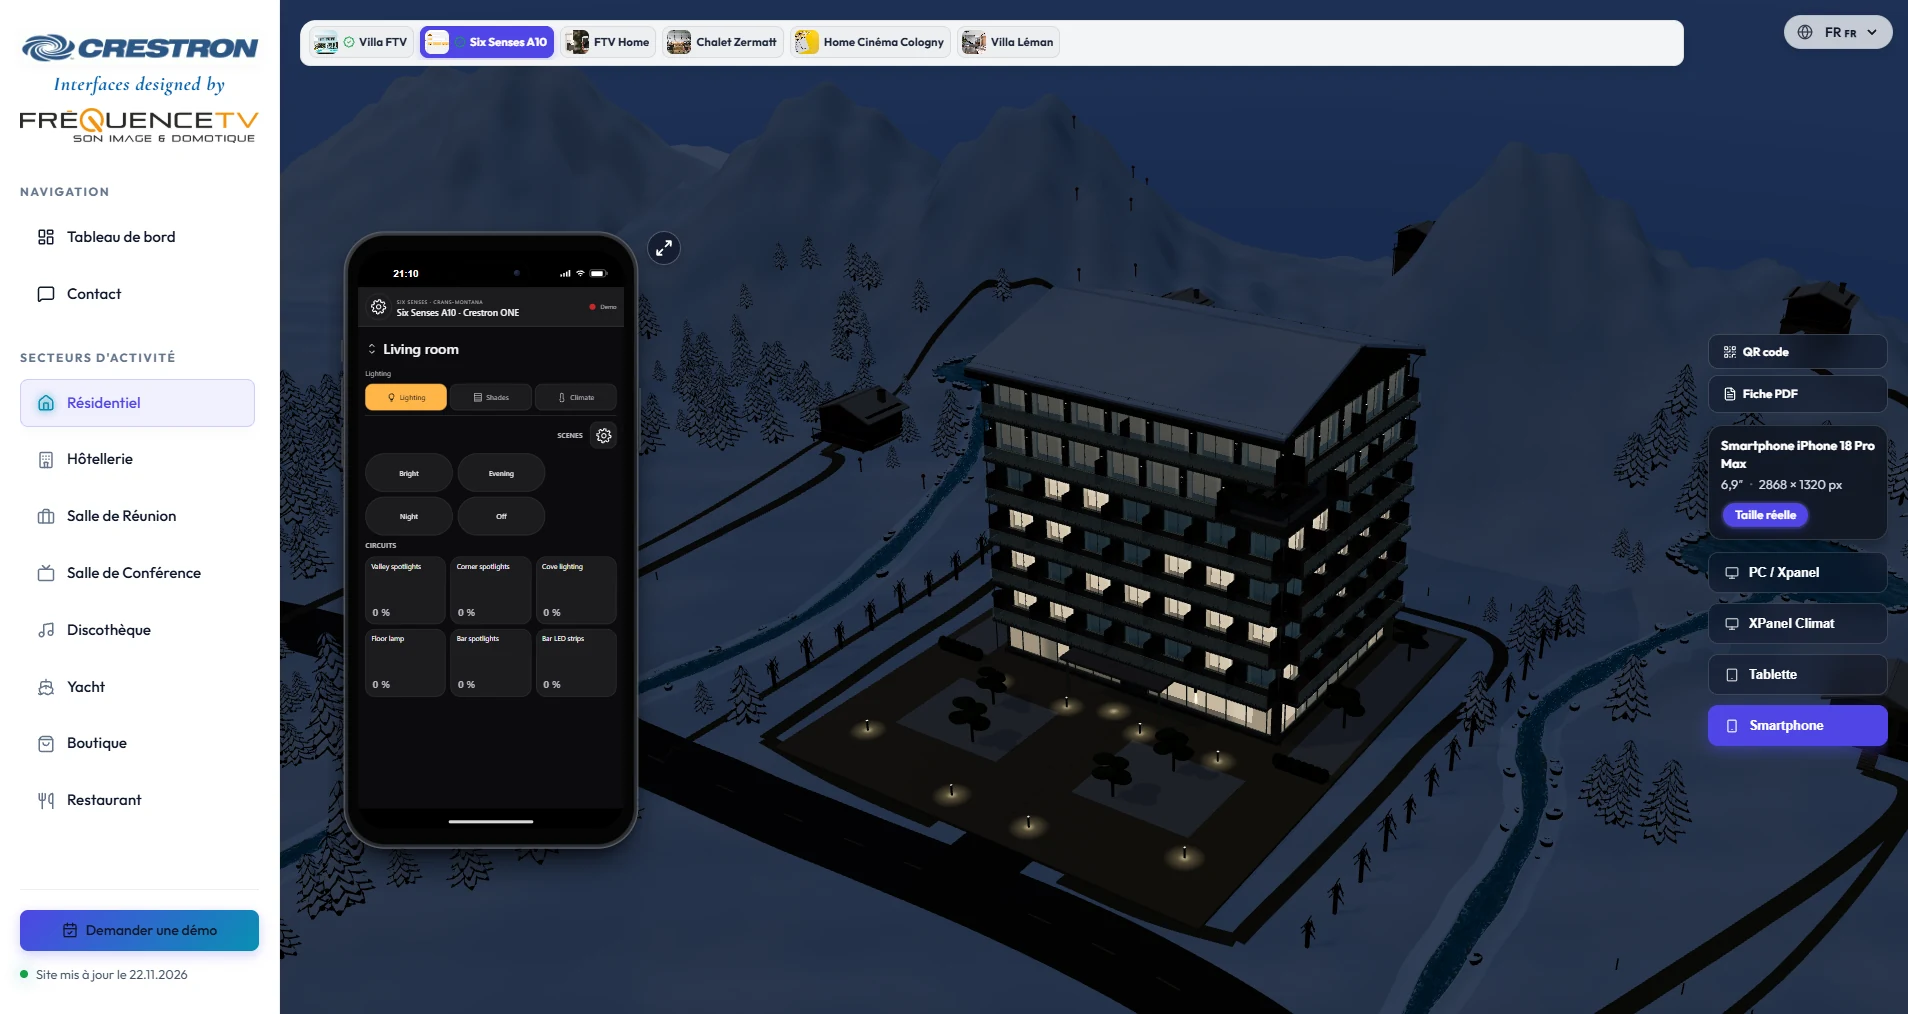 CRESTRON
Interfaces designed by
FRÉQUENCETV
SON IMAGE & DOMOTIQUE
NAVIGATION
Tableau de bord
Contact
SECTEURS D'ACTIVITÉ
Résidentiel
Hôtellerie
Salle de Réunion
Salle de Conférence
Discothèque
Yacht
Boutique
Restaurant
Demander une démo
Site mis à jour le 22.11.2026
Villa FTV
Six Senses A10
FTV Home
Chalet Zermatt
Home Cinéma Cologny
Villa Léman
FR FR
21:10
SIX SENSES - CRANS-MONTANA
Six Senses A10 - Crestron ONE
Demo
Living room
Lighting
Lighting Shades Climate
SCENES
Bright Evening
Night Off
CIRCUITS
Valley spotlights Corner spotlights Cove lighting
0 % 0 % 0 %
Floor lamp Bar spotlights Bar LED strips
0 % 0 % 0 %
QR code
Fiche PDF
Smartphone iPhone 18 Pro
Max
6,9" · 2868 × 1320 px
Taille réelle
PC / Xpanel
XPanel Climat
Tablette
Smartphone